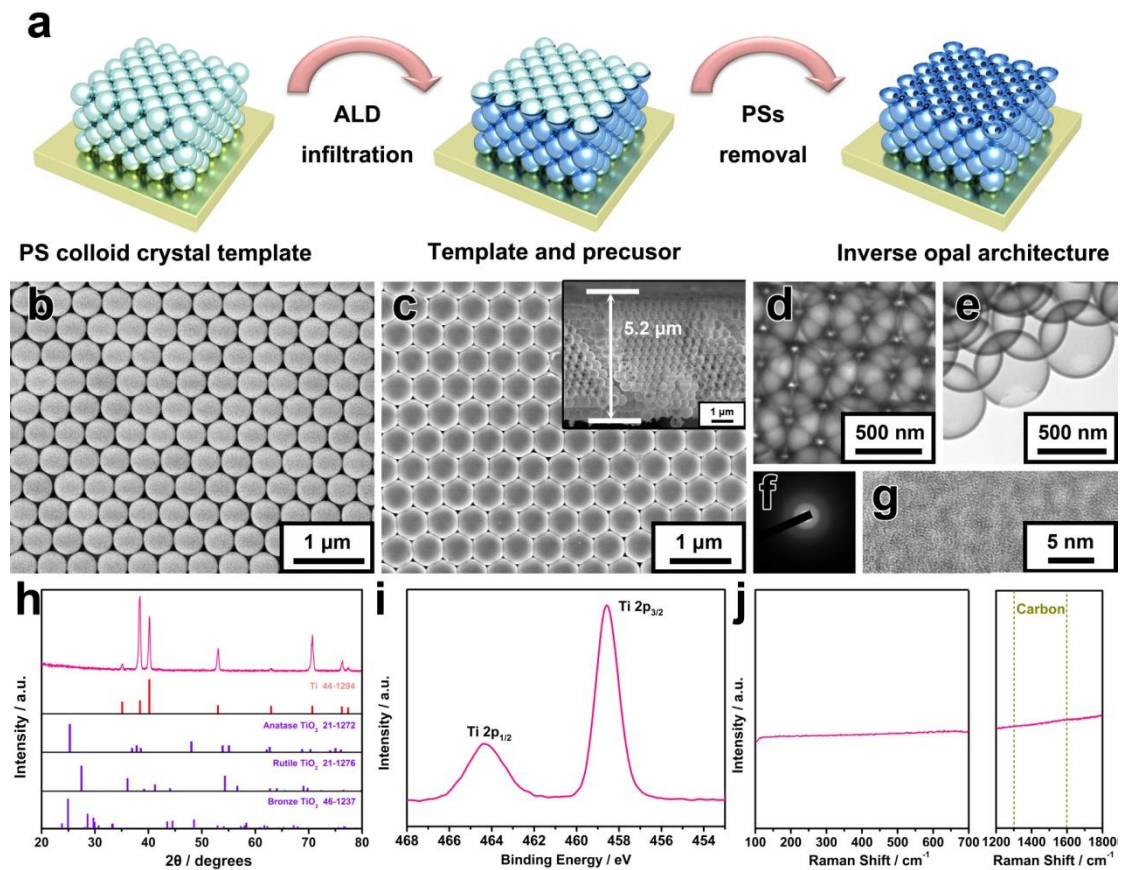 a
ALD
infiltration
PSs
removal
PS colloid crystal template
Template and precusor
Inverse opal architecture
b
1 μm
c
5.2 μm
1 μm
1 μm
d
500 nm
e
500 nm
f
g
5 nm
h
Intensity / a.u.
Ti 44-1294
Anatase TiO₂ 21-1272
Rutile TiO₂ 21-1276
Bronze TiO₂ 46-1237
20 30 40 50 60 70 80
2θ / degrees
i
Intensity / a.u.
Ti 2p₃/₂
Ti 2p₁/₂
468 466 464 462 460 458 456 454
Binding Energy / eV
j
Intensity / a.u.
Carbon
100 200 300 400 500 600 700
1200 1400 1600 1800
Raman Shift / cm⁻¹
Raman Shift / cm⁻¹